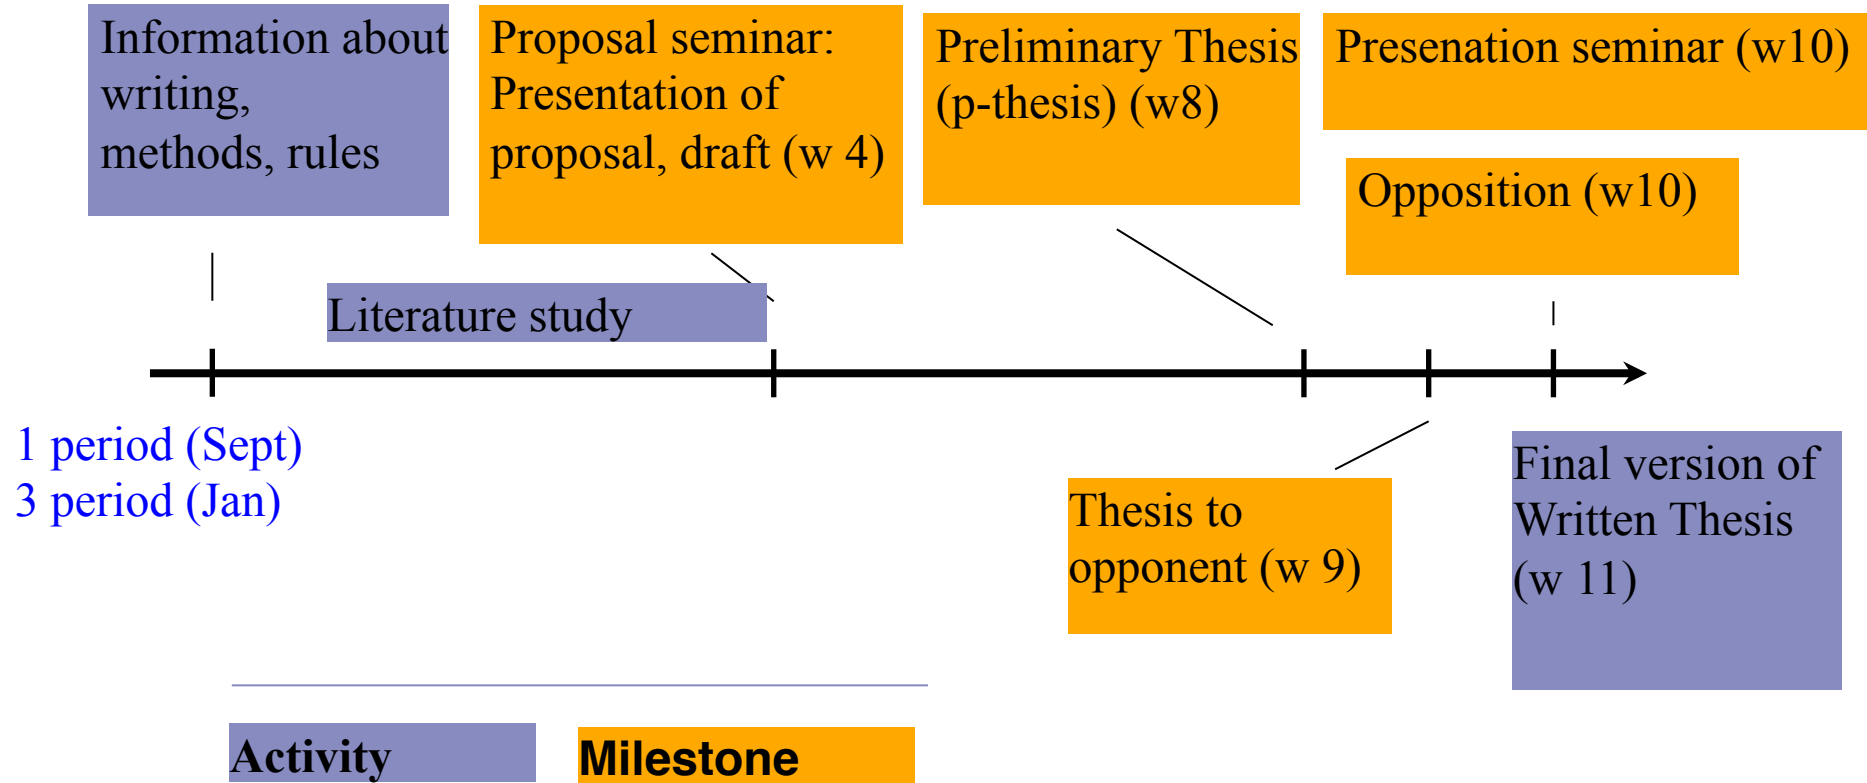 Information about
writing,
methods, rules
Proposal seminar:
Presentation of
proposal, draft (w 4)
Preliminary Thesis
(p-thesis) (w8)
Presenation seminar (w10)
Opposition (w10)
Literature study
1 period (Sept)
3 period (Jan)
Thesis to
opponent (w 9)
Final version of
Written Thesis
(w 11)
Activity
Milestone